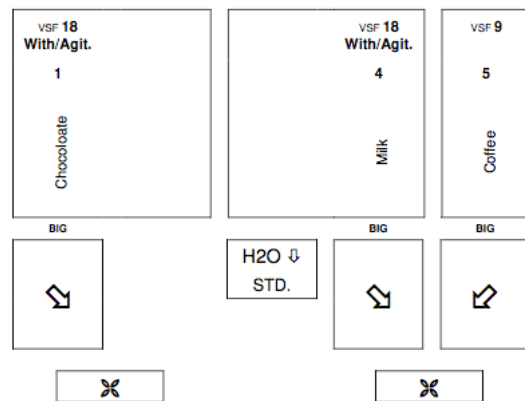 VSF 18
With/Agit.
1
Chocoloate
VSF 18
With/Agit.
4
Milk
VSF 9
5
Coffee
BIG
BIG
BIG
H2O ⇩
STD.